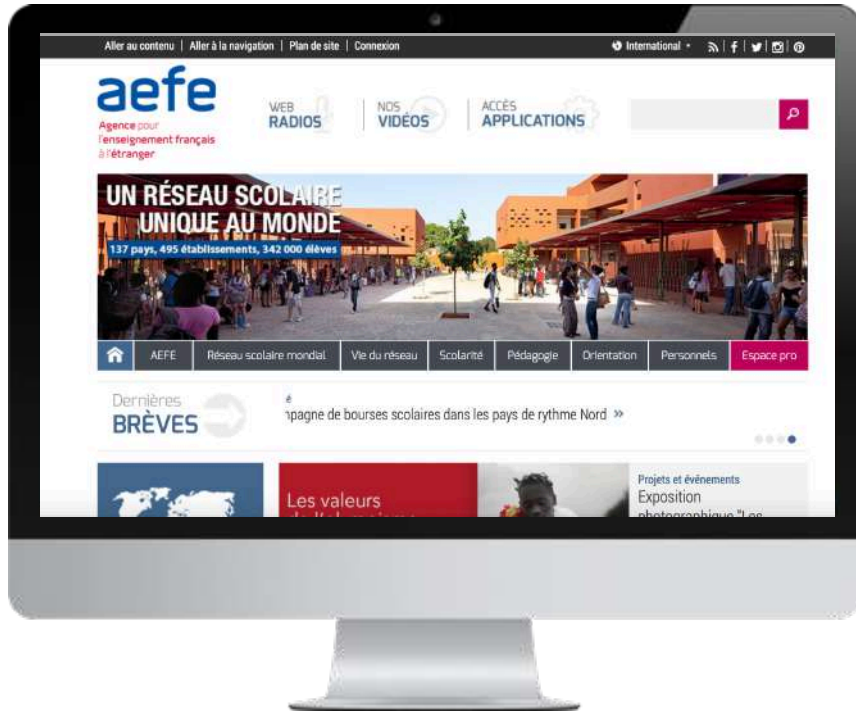 Aller au contenu | Aller à la navigation | Plan de site | Connexion
International
aefe
Agence pour
l'enseignement français
à l'étranger
WEB
RADIOS
NOS
VIDÉOS
ACCÈS
APPLICATIONS
UN RÉSEAU SCOLAIRE
UNIQUE AU MONDE
137 pays, 495 établissements, 342 000 élèves
AEFE
Réseau scolaire mondial
Vie du réseau
Scolarité
Pédagogie
Orientation
Personnels
Espace pro
Dernières
BRÈVES
npagne de bourses scolaires dans les pays de rythme Nord »
Les valeurs
Projets et événements
Exposition
photographique "Les